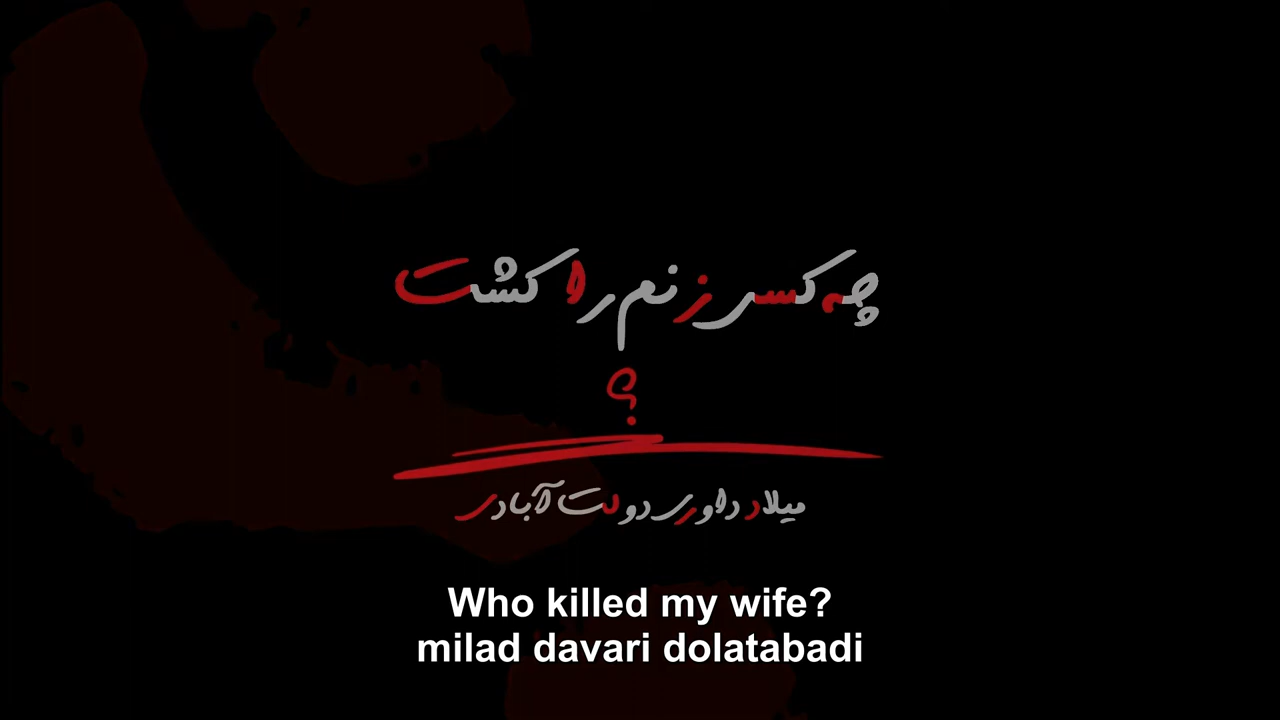 چه کسی زنم را کشت
؟
میلاد داوری دولت آبادی
Who killed my wife?
milad davari dolatabadi